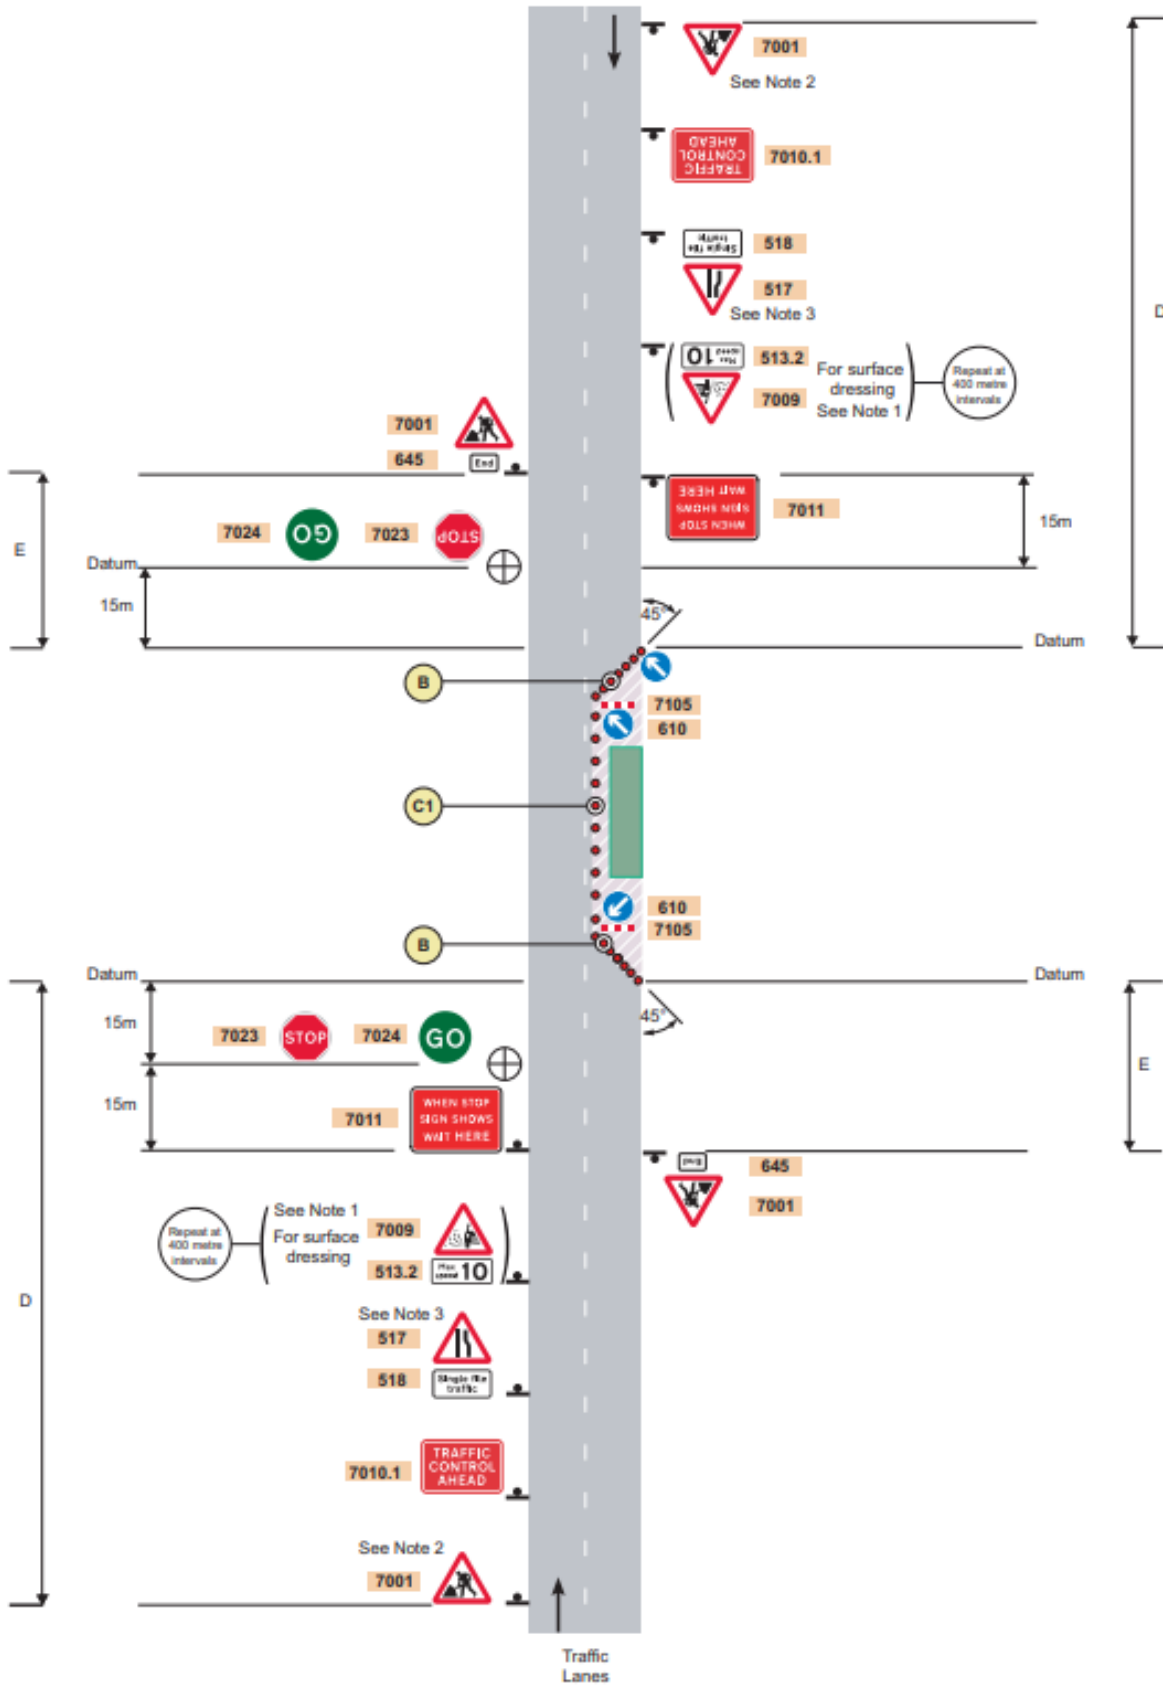 7001
See Note 2
TRAFFIC
CONTROL
AHEAD
7010.1
D
Single file
traffic
518
517
See Note 3
Max
speed 10
513.2
7009
For surface
dressing
See Note 1
Repeat at
400 metre
intervals
7001
645
End
WHEN STOP
SIGN SHOWS
WAIT HERE
7011
15m
7024
GO
7023
STOP
E
Datum
15m
45°
Datum
B
7105
610
C1
610
7105
B
Datum
Datum
15m
45°
7023
STOP
7024
GO
E
15m
7011
WHEN STOP
SIGN SHOWS
WAIT HERE
End
645
7001
See Note 1
For surface
dressing
Repeat at
400 metre
intervals
7009
513.2
Max
speed 10
D
See Note 3
517
518
Single file
traffic
7010.1
TRAFFIC
CONTROL
AHEAD
See Note 2
7001
Traffic
Lanes